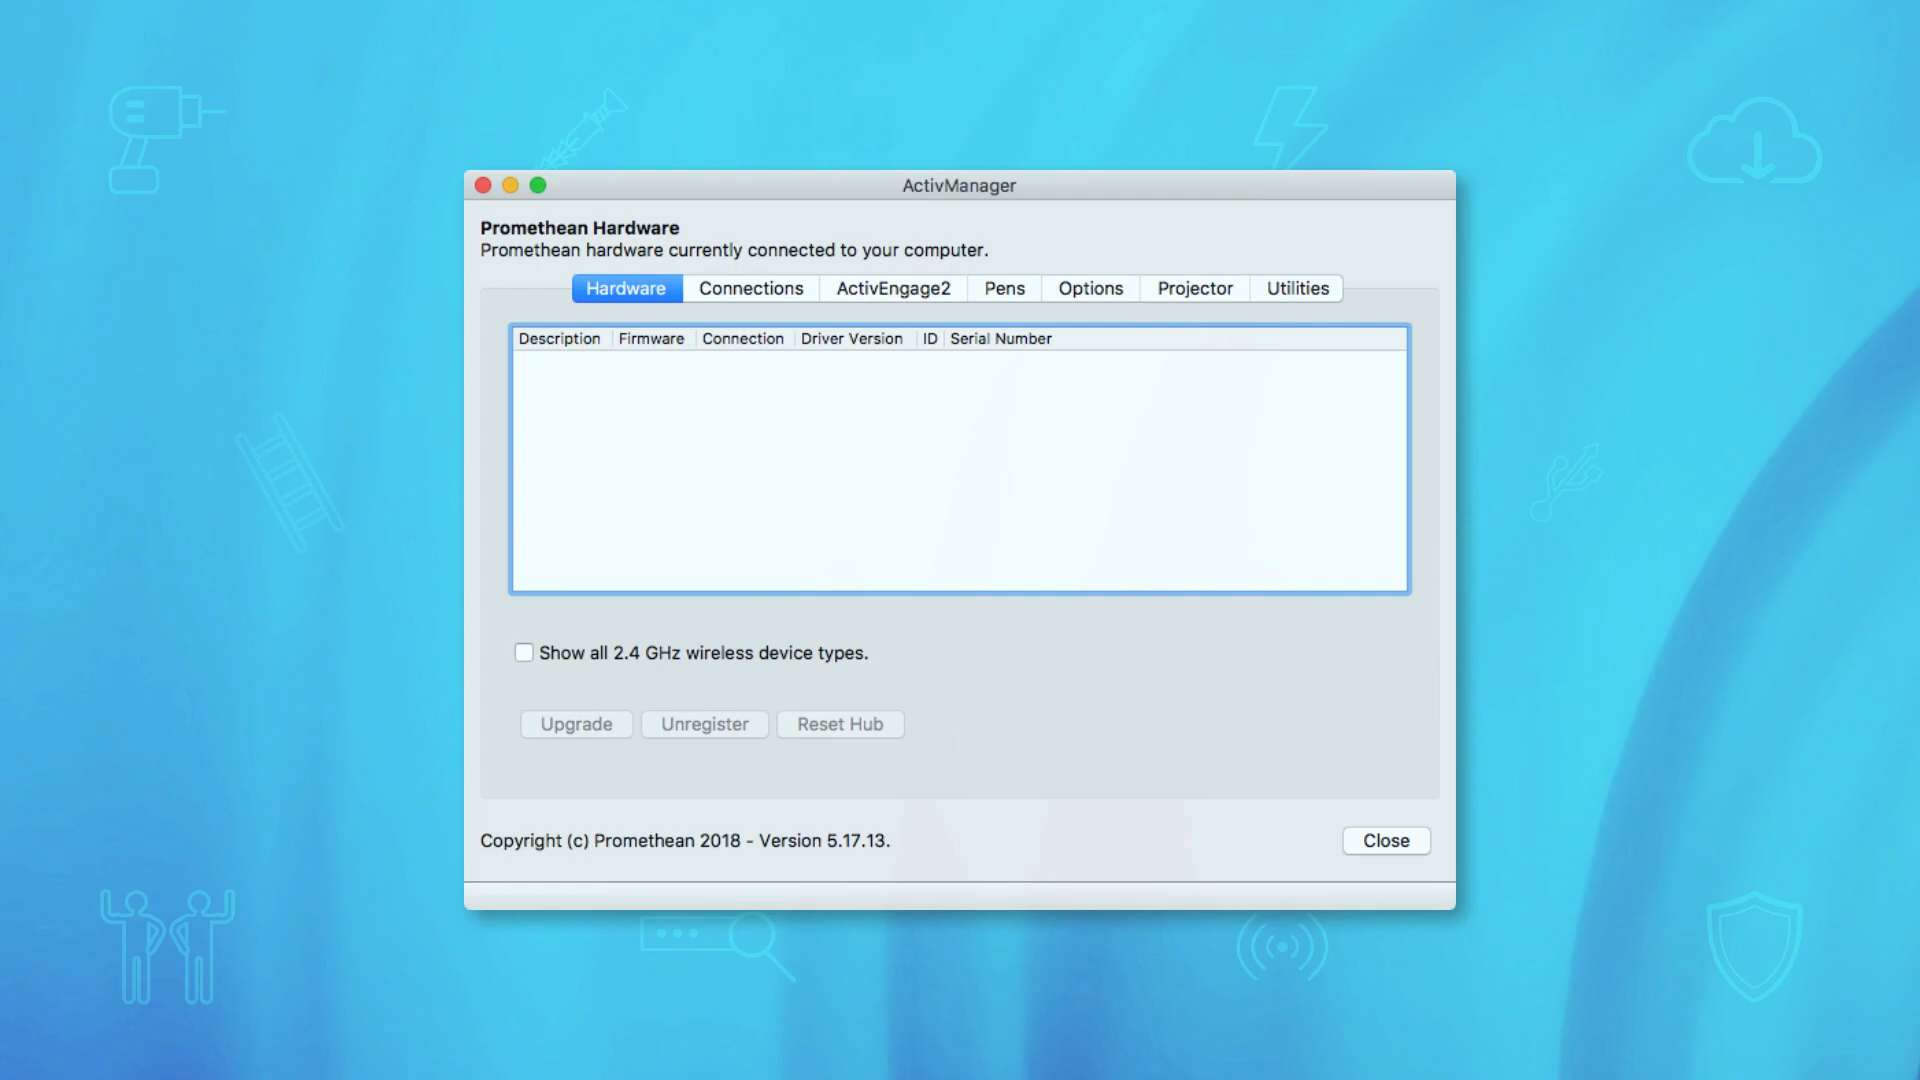 ActivManager
Promethean Hardware
Promethean hardware currently connected to your computer.
Hardware Connections ActivEngage2 Pens Options Projector Utilities
Description Firmware Connection Driver Version ID Serial Number
Show all 2.4 GHz wireless device types.
Upgrade Unregister Reset Hub
Copyright (c) Promethean 2018 - Version 5.17.13.
Close